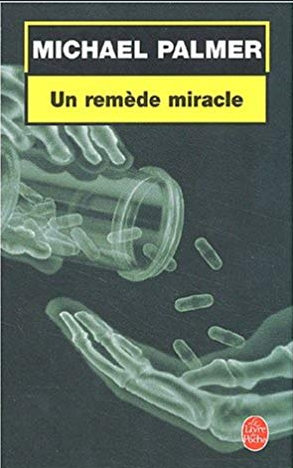 MICHAEL PALMER
Un remède miracle
Le Livre
de Poche